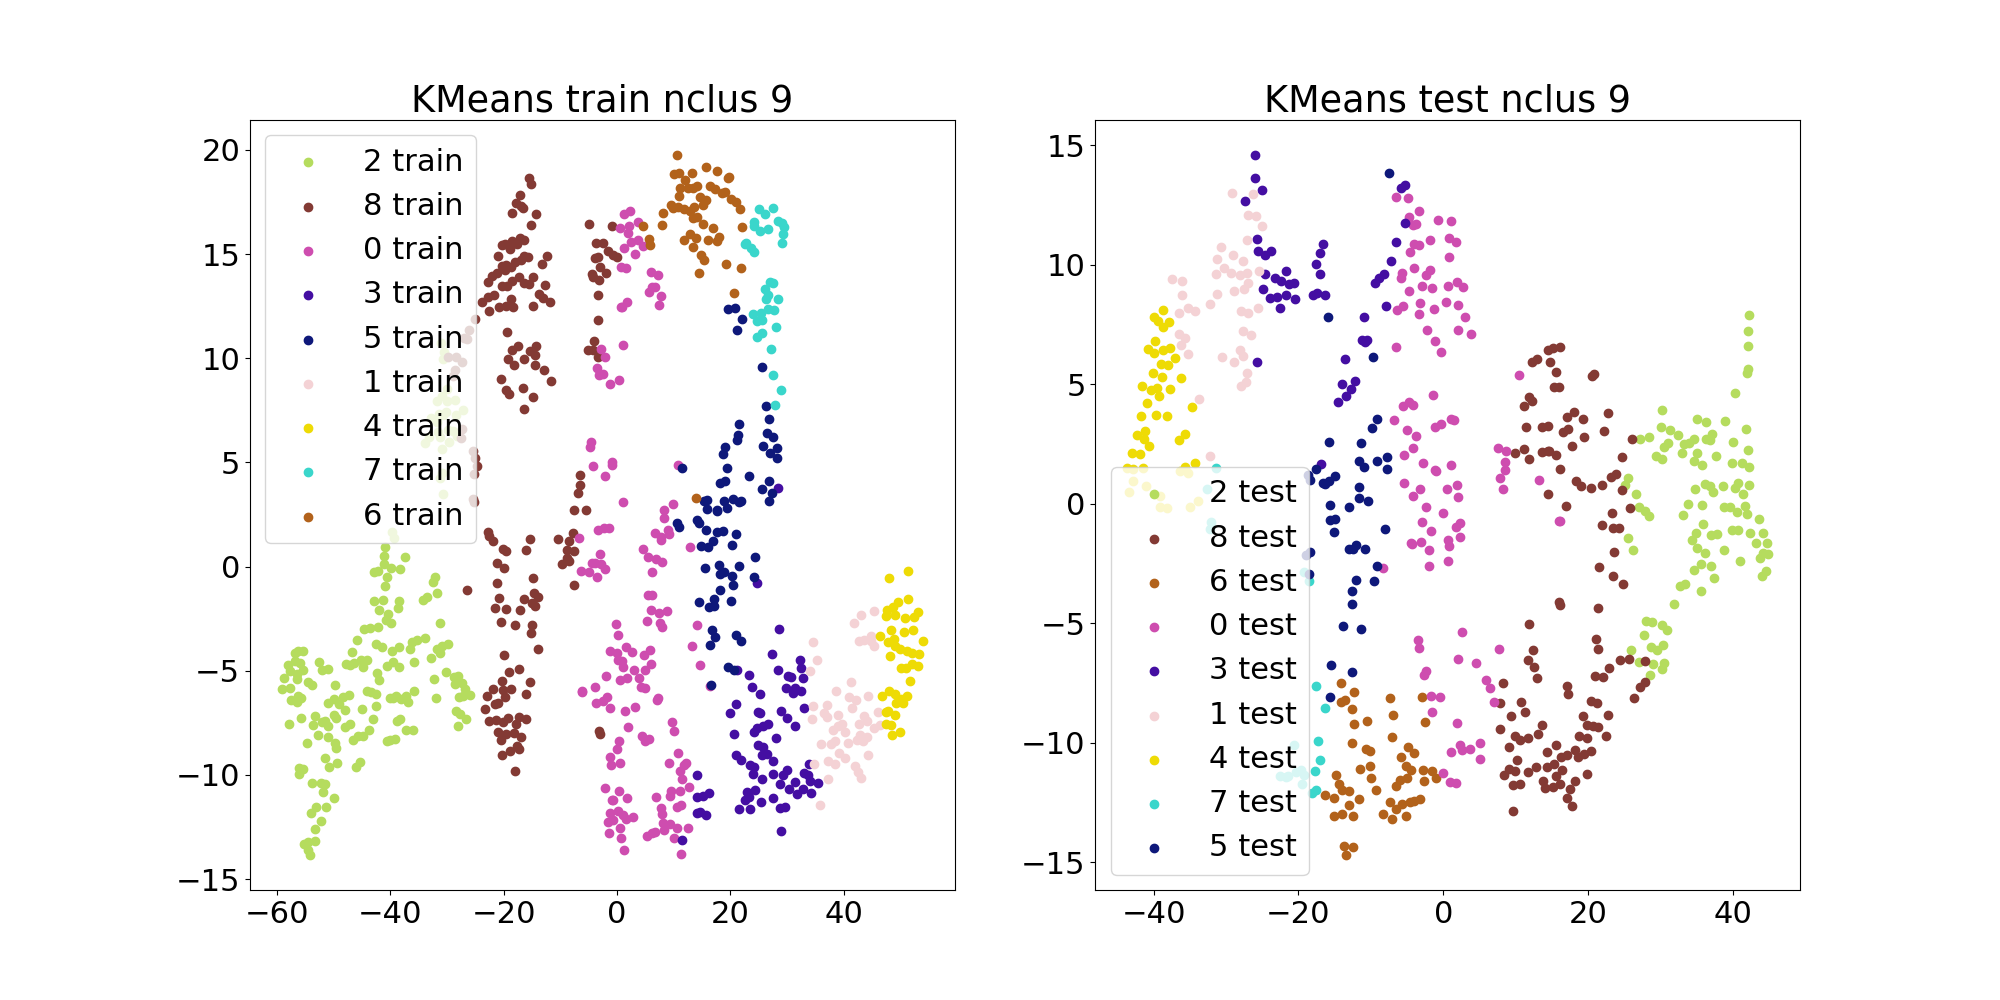 KMeans train nclus 9
20
15
10
5
0
−5
−10
−15
−60 −40 −20 0 20 40
2 train
8 train
0 train
3 train
5 train
1 train
4 train
7 train
6 train
KMeans test nclus 9
15
10
5
0
−5
−10
−15
−40 −20 0 20 40
2 test
8 test
6 test
0 test
3 test
1 test
4 test
7 test
5 test